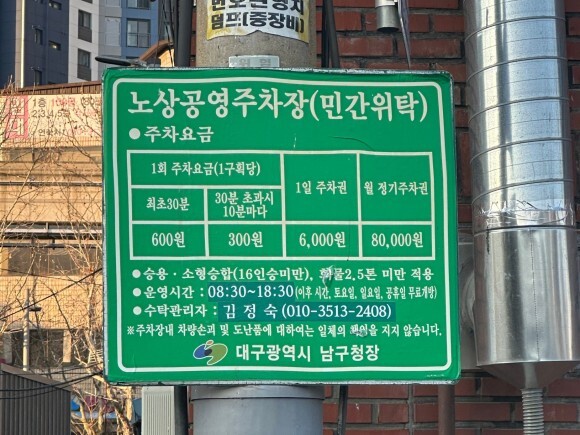 덤프(중장비)
노상공영주차장(민간위탁)
● 주차요금
1회 주차요금(1구획당)
1일 주차권
월 정기주차권
최초30분
30분 초과시
10분마다
600원
300원
6,000원
80,000원
● 승용 · 소형승합(16인승미만), 화물2.5톤 미만 적용
● 운영시간 : 08:30~18:30(이후 시간, 토요일, 일요일, 공휴일 무료개방)
● 수탁관리자 : 김 정 숙 (010-3513-2408)
※주차장내 차량손괴 및 도난품에 대하여는 일체의 책임을 지지 않습니다.
대구광역시 남구청장